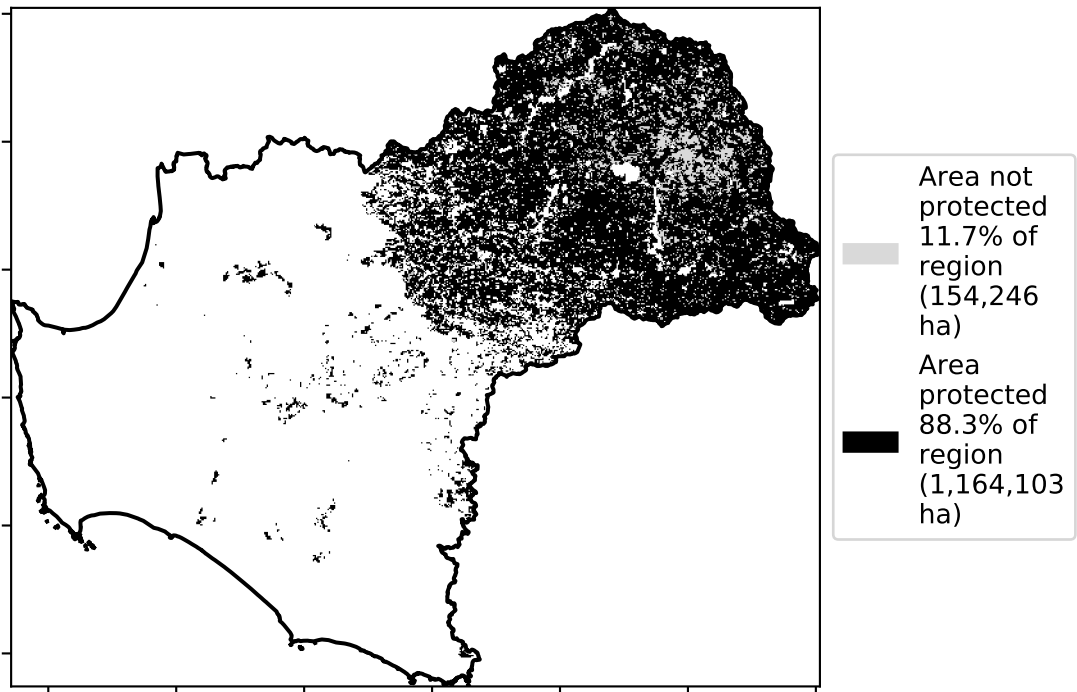 Area not
protected
11.7% of
region
(154,246
ha)
Area
protected
88.3% of
region
(1,164,103
ha)